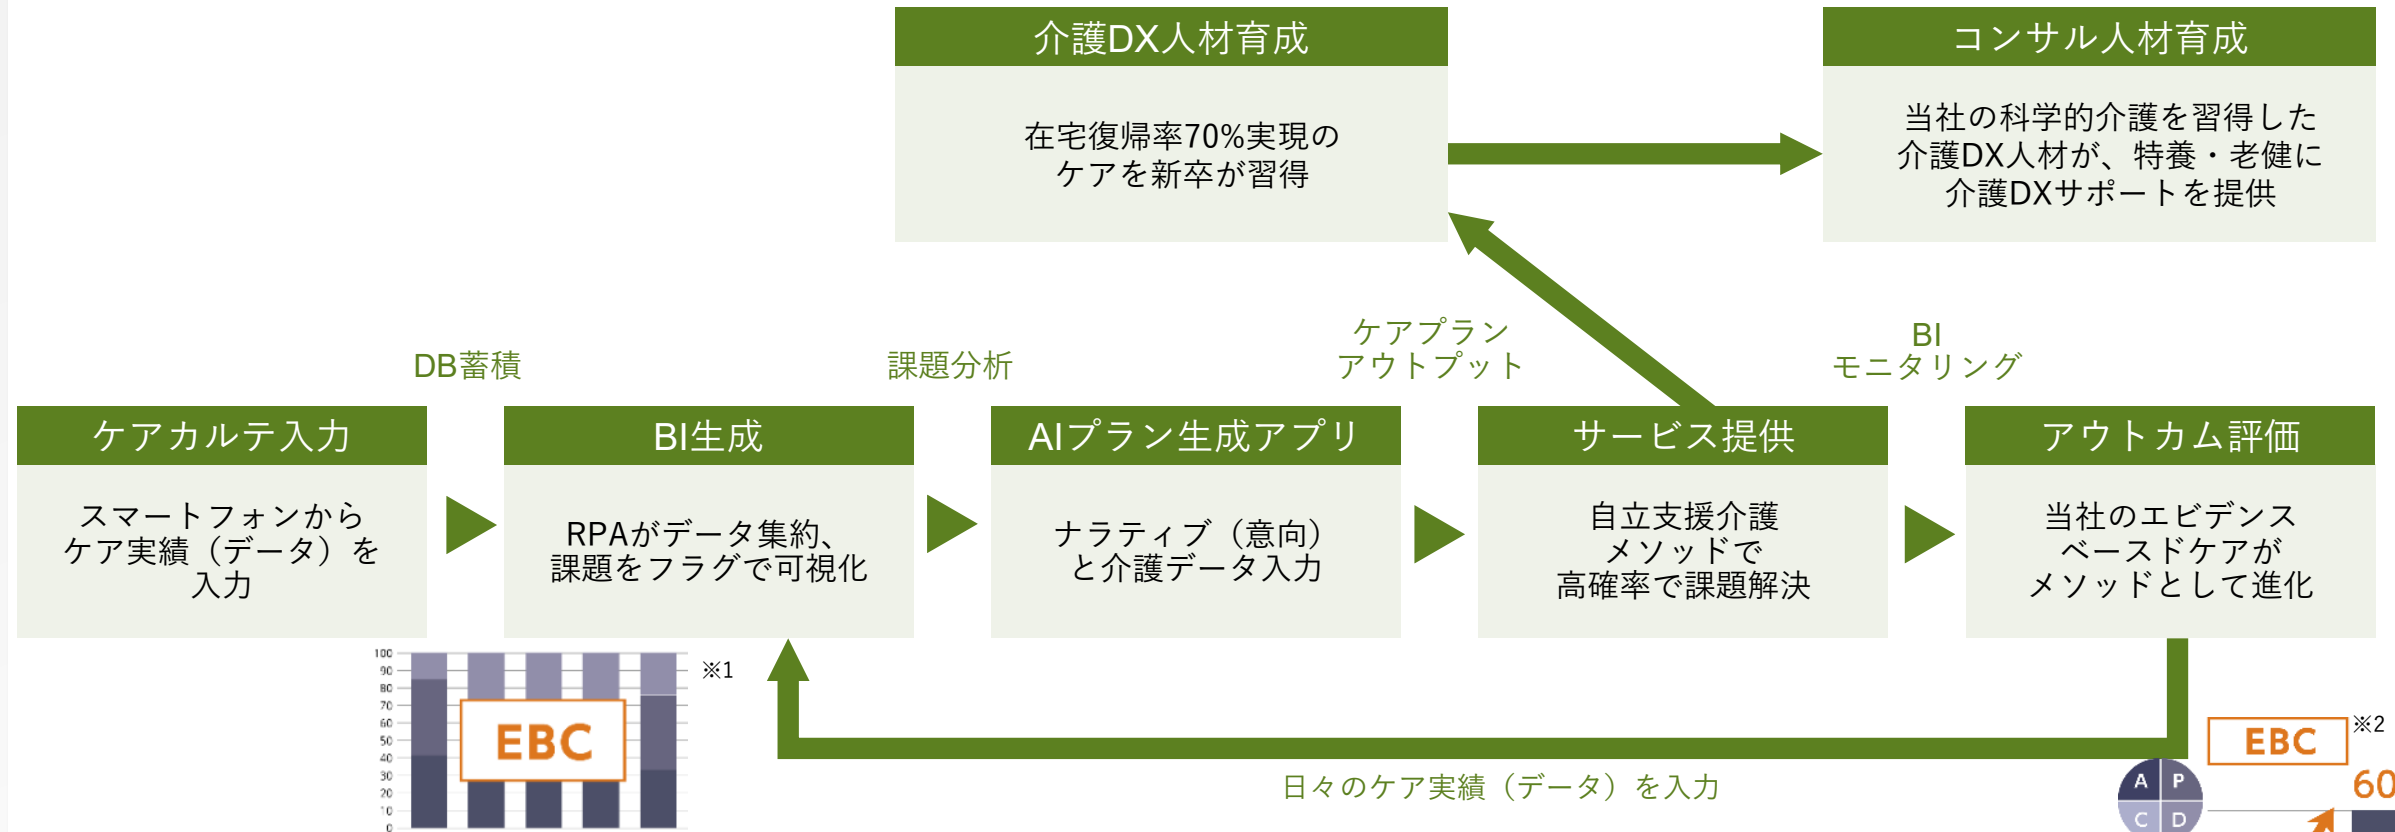 介護DX人材育成
在宅復帰率70%実現の
ケアを新卒が習得
コンサル人材育成
当社の科学的介護を習得した
介護DX人材が、特養・老健に
介護DXサポートを提供
DB蓄積
課題分析
ケアプラン
アウトプット
BI
モニタリング
ケアカルテ入力
スマートフォンから
ケア実績（データ）を
入力
BI生成
RPAがデータ集約、
課題をフラグで可視化
AIプラン生成アプリ
ナラティブ（意向）
と介護データ入力
サービス提供
自立支援介護
メソッドで
高確率で課題解決
アウトカム評価
当社のエビデンス
ベースドケアが
メソッドとして進化
100
90
80
70
60
50
40
30
20
10
0
EBC
※1
日々のケア実績（データ）を入力
EBC
※2
A P
C D
60